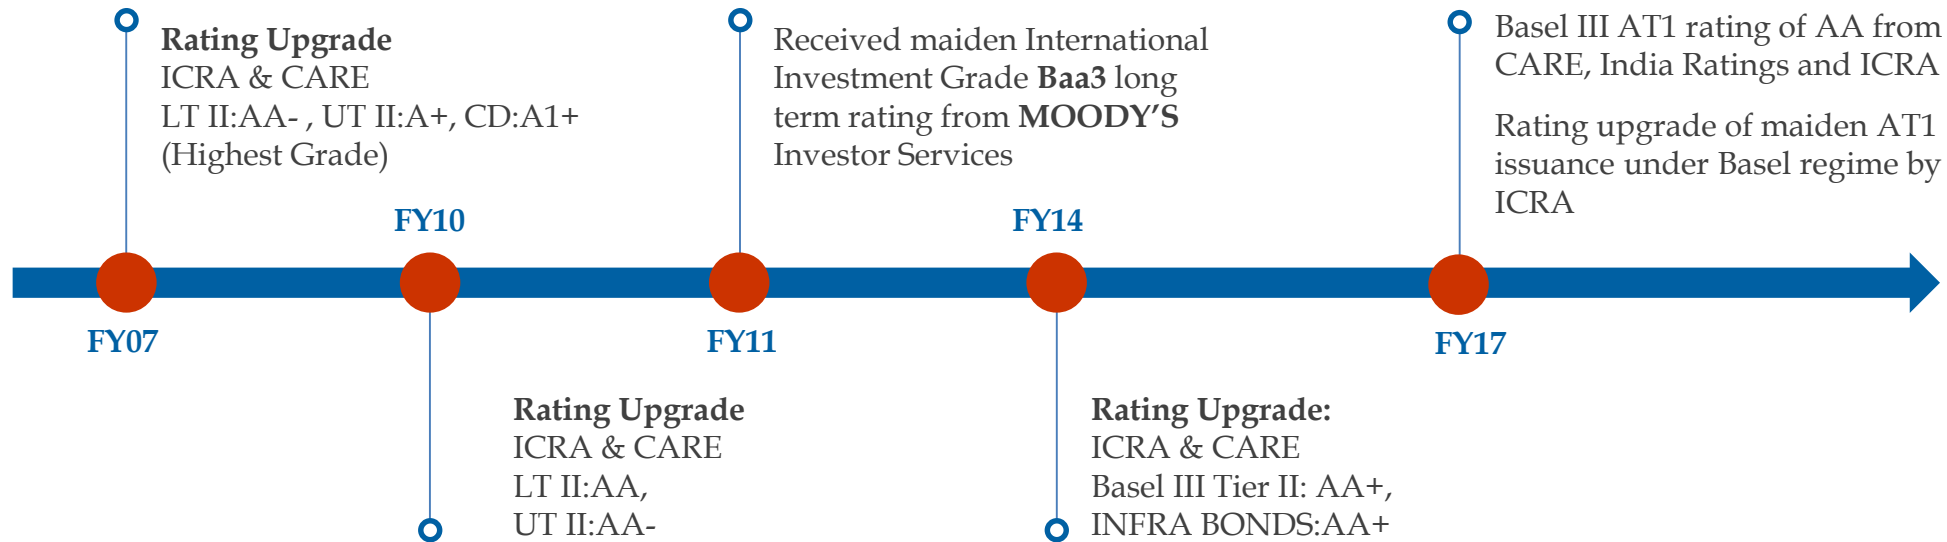 Rating Upgrade
ICRA & CARE
LT II:AA- , UT II:A+, CD:A1+
(Highest Grade)
FY07
FY10
Rating Upgrade
ICRA & CARE
LT II:AA,
UT II:AA-
Received maiden International
Investment Grade Baa3 long
term rating from MOODY’S
Investor Services
FY11
FY14
Rating Upgrade:
ICRA & CARE
Basel III Tier II: AA+,
INFRA BONDS:AA+
Basel III AT1 rating of AA from
CARE, India Ratings and ICRA
Rating upgrade of maiden AT1
issuance under Basel regime by
ICRA
FY17